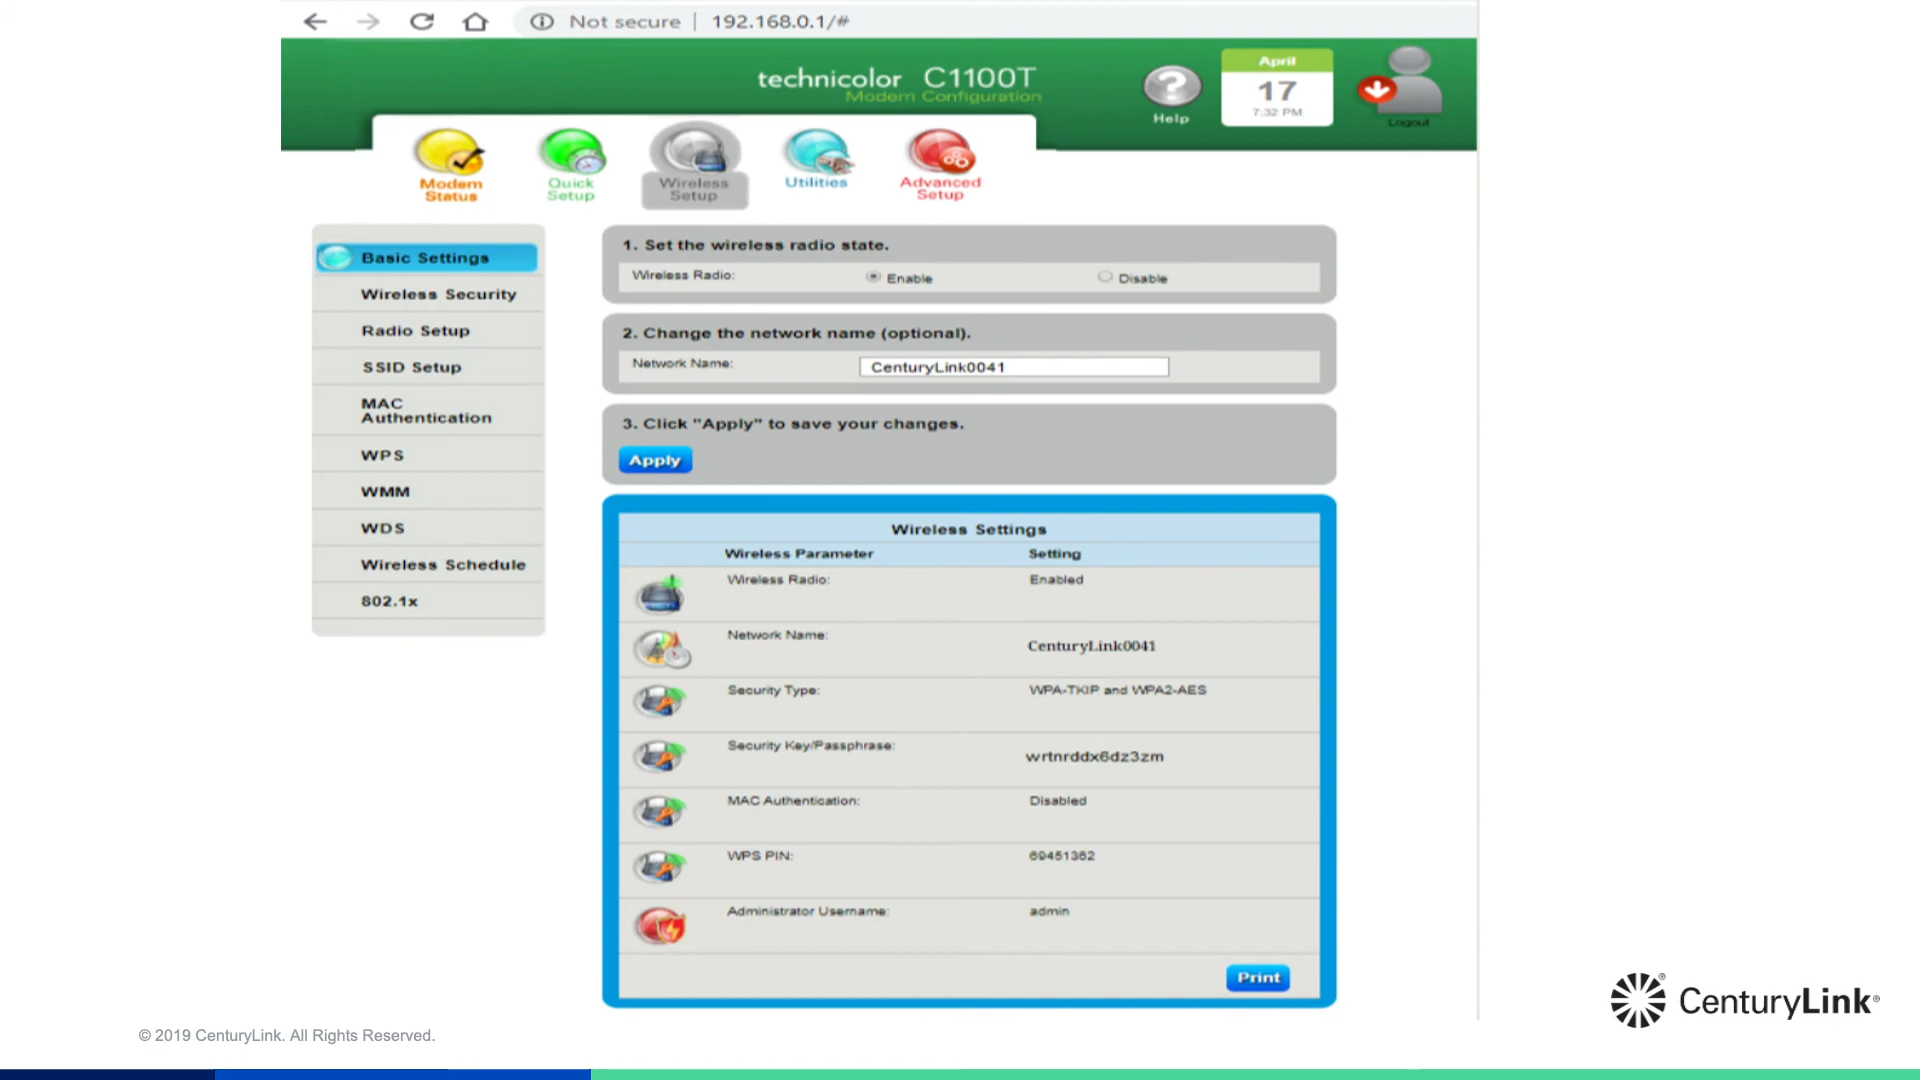 Not secure | 192.168.0.1/#
technicolor C1100T
Modem Configuration
Help
April
17
7:32 PM
Logout
Modem Status
Quick Setup
Wireless Setup
Utilities
Advanced Setup
Basic Settings
Wireless Security
Radio Setup
SSID Setup
MAC
Authentication
WPS
WMM
WDS
Wireless Schedule
802.1x
1. Set the wireless radio state.
Wireless Radio: Enable Disable
2. Change the network name (optional).
Network Name: CenturyLink0041
3. Click "Apply" to save your changes.
Apply
Wireless Settings
Wireless Parameter Setting
Wireless Radio: Enabled
Network Name: CenturyLink0041
Security Type: WPA-TKIP and WPA2-AES
Security Key/Passphrase: wrtnrddx6dz3zm
MAC Authentication: Disabled
WPS PIN: 69451362
Administrator Username: admin
Print
CenturyLink®
© 2019 CenturyLink. All Rights Reserved.